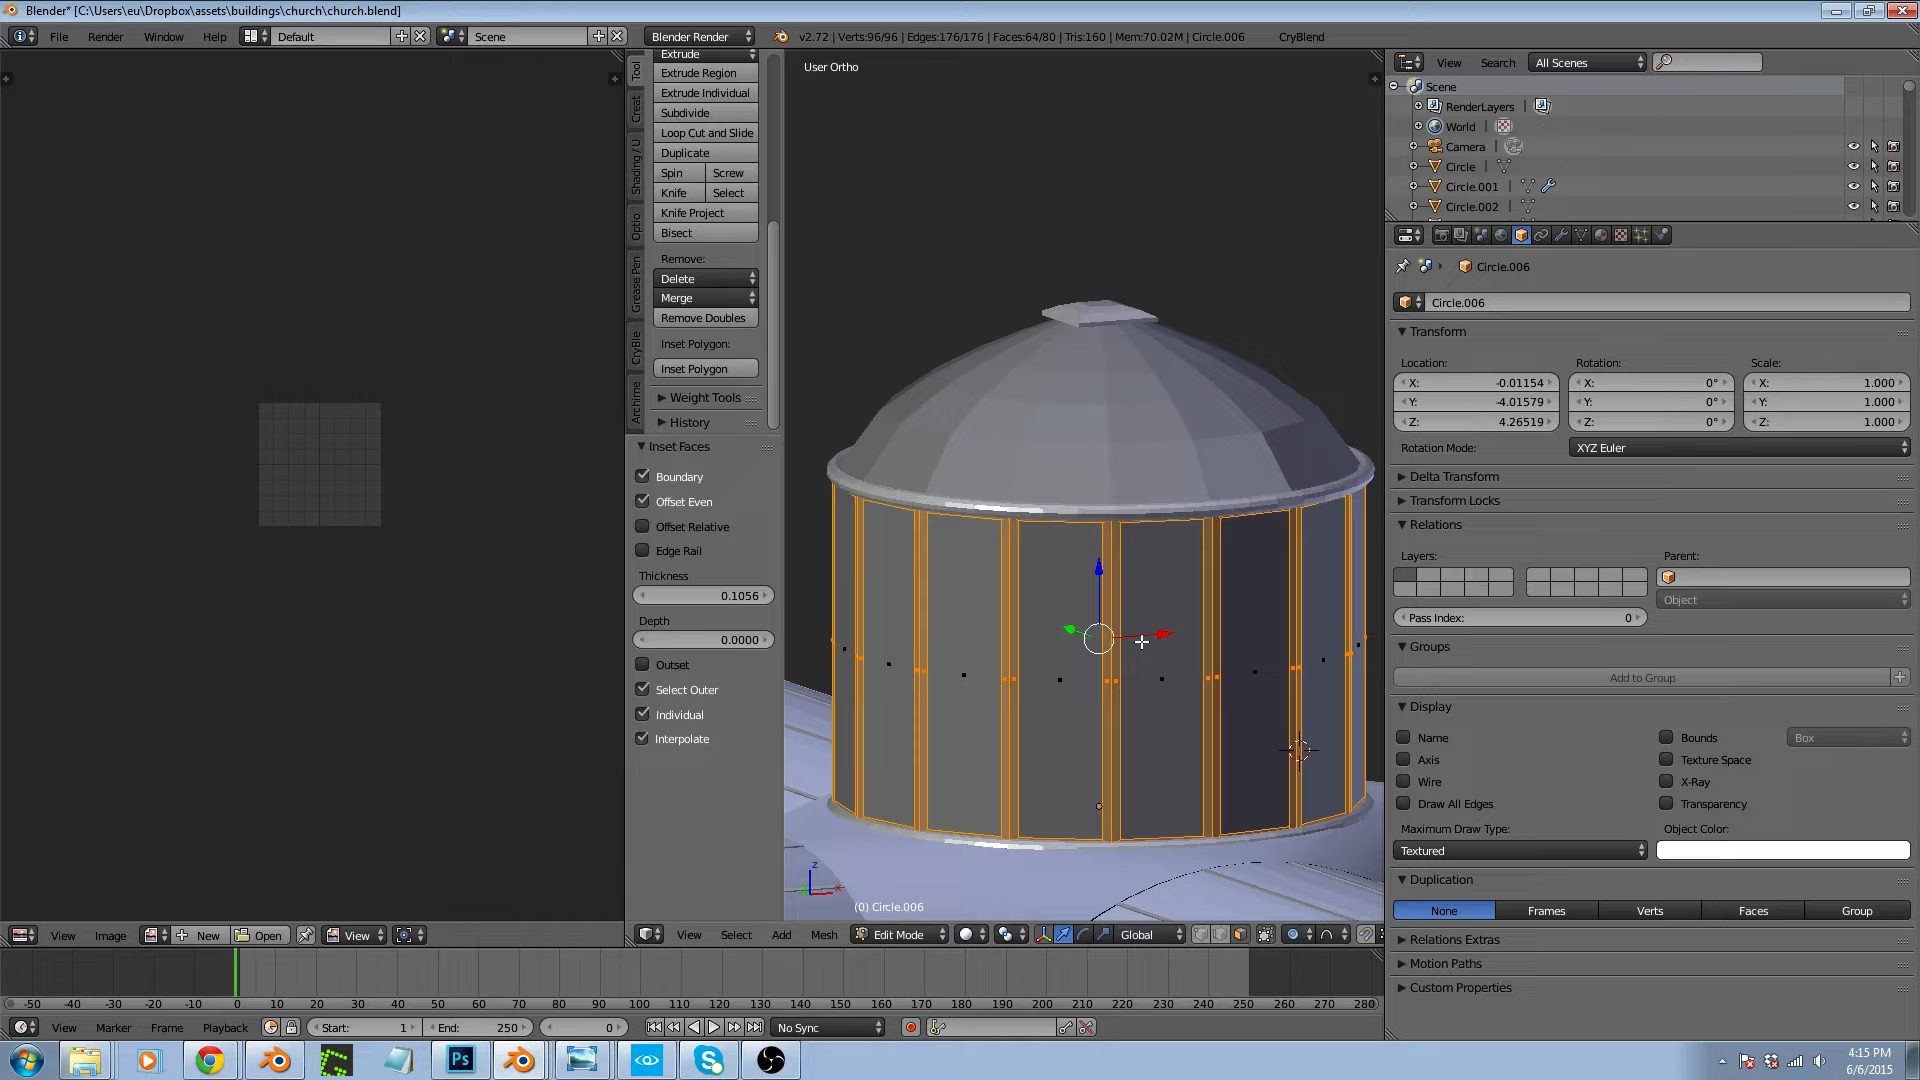 Blender* [C:\Users\eu\Dropbox\assets\buildings\church\church.blend]
File Render Window Help Default Scene Blender Render v2.72 | Verts:96/96 | Edges:176/176 | Faces:64/80 | Tris:160 | Mem:70.02M | Circle.006 CryBlend
Extrude
Extrude Region
Extrude Individual
Subdivide
Loop Cut and Slide
Duplicate
Spin Screw
Knife Select
Knife Project
Bisect
Remove:
Delete
Merge
Remove Doubles
Inset Polygon:
Inset Polygon
Weight Tools
History
Tool
Creat
Shading / U
Optio
Grease Pen
CryBle
Archime
Inset Faces
Boundary
Offset Even
Offset Relative
Edge Rail
Thickness
0.1056
Depth
0.0000
Outset
Select Outer
Individual
Interpolate
User Ortho
z
x
(0) Circle.006
View Search All Scenes
Scene
RenderLayers |
World |
Camera |
Circle |
Circle.001 |
Circle.002 |
Circle.006
Circle.006
Transform
Location: Rotation: Scale:
X: -0.01154 X: 0° X: 1.000
Y: -4.01579 Y: 0° Y: 1.000
Z: 4.26519 Z: 0° Z: 1.000
Rotation Mode: XYZ Euler
Delta Transform
Transform Locks
Relations
Layers: Parent:
Object
Pass Index: 0
Groups
Add to Group
Display
Name Bounds Box
Axis Texture Space
Wire X-Ray
Draw All Edges Transparency
Maximum Draw Type: Object Color:
Textured
Duplication
None Frames Verts Faces Group
Relations Extras
Motion Paths
Custom Properties
View Image New Open View
View Select Add Mesh Edit Mode Global
-50 -40 -30 -20 -10 0 10 20 30 40 50 60 70 80 90 100 110 120 130 140 150 160 170 180 190 200 210 220 230 240 250 260 270 280
View Marker Frame Playback Start: 1 End: 250 0 No Sync
Ps
4:15 PM
6/6/2015